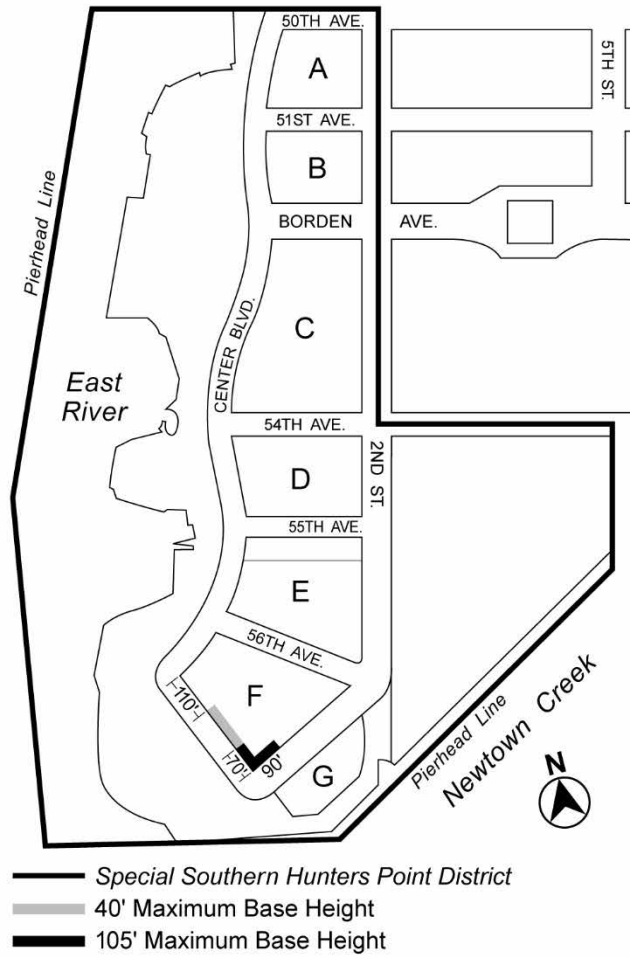 50TH AVE.
A
5TH ST.
51ST AVE.
B
BORDEN AVE.
Pierhead Line
C
CENTER BLVD.
East
River
54TH AVE.
2ND ST.
D
55TH AVE.
E
56TH AVE.
F
110'
70'
90'
G
Pierhead Line
Newtown Creek
N
Special Southern Hunters Point District
40' Maximum Base Height
105' Maximum Base Height